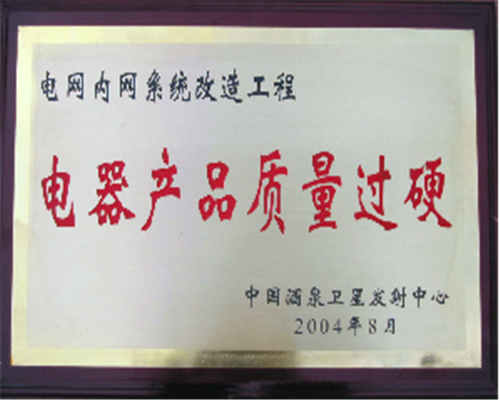 电网内网系统改造工程
电器产品质量过硬
中国酒泉卫星发射中心
2004年8月